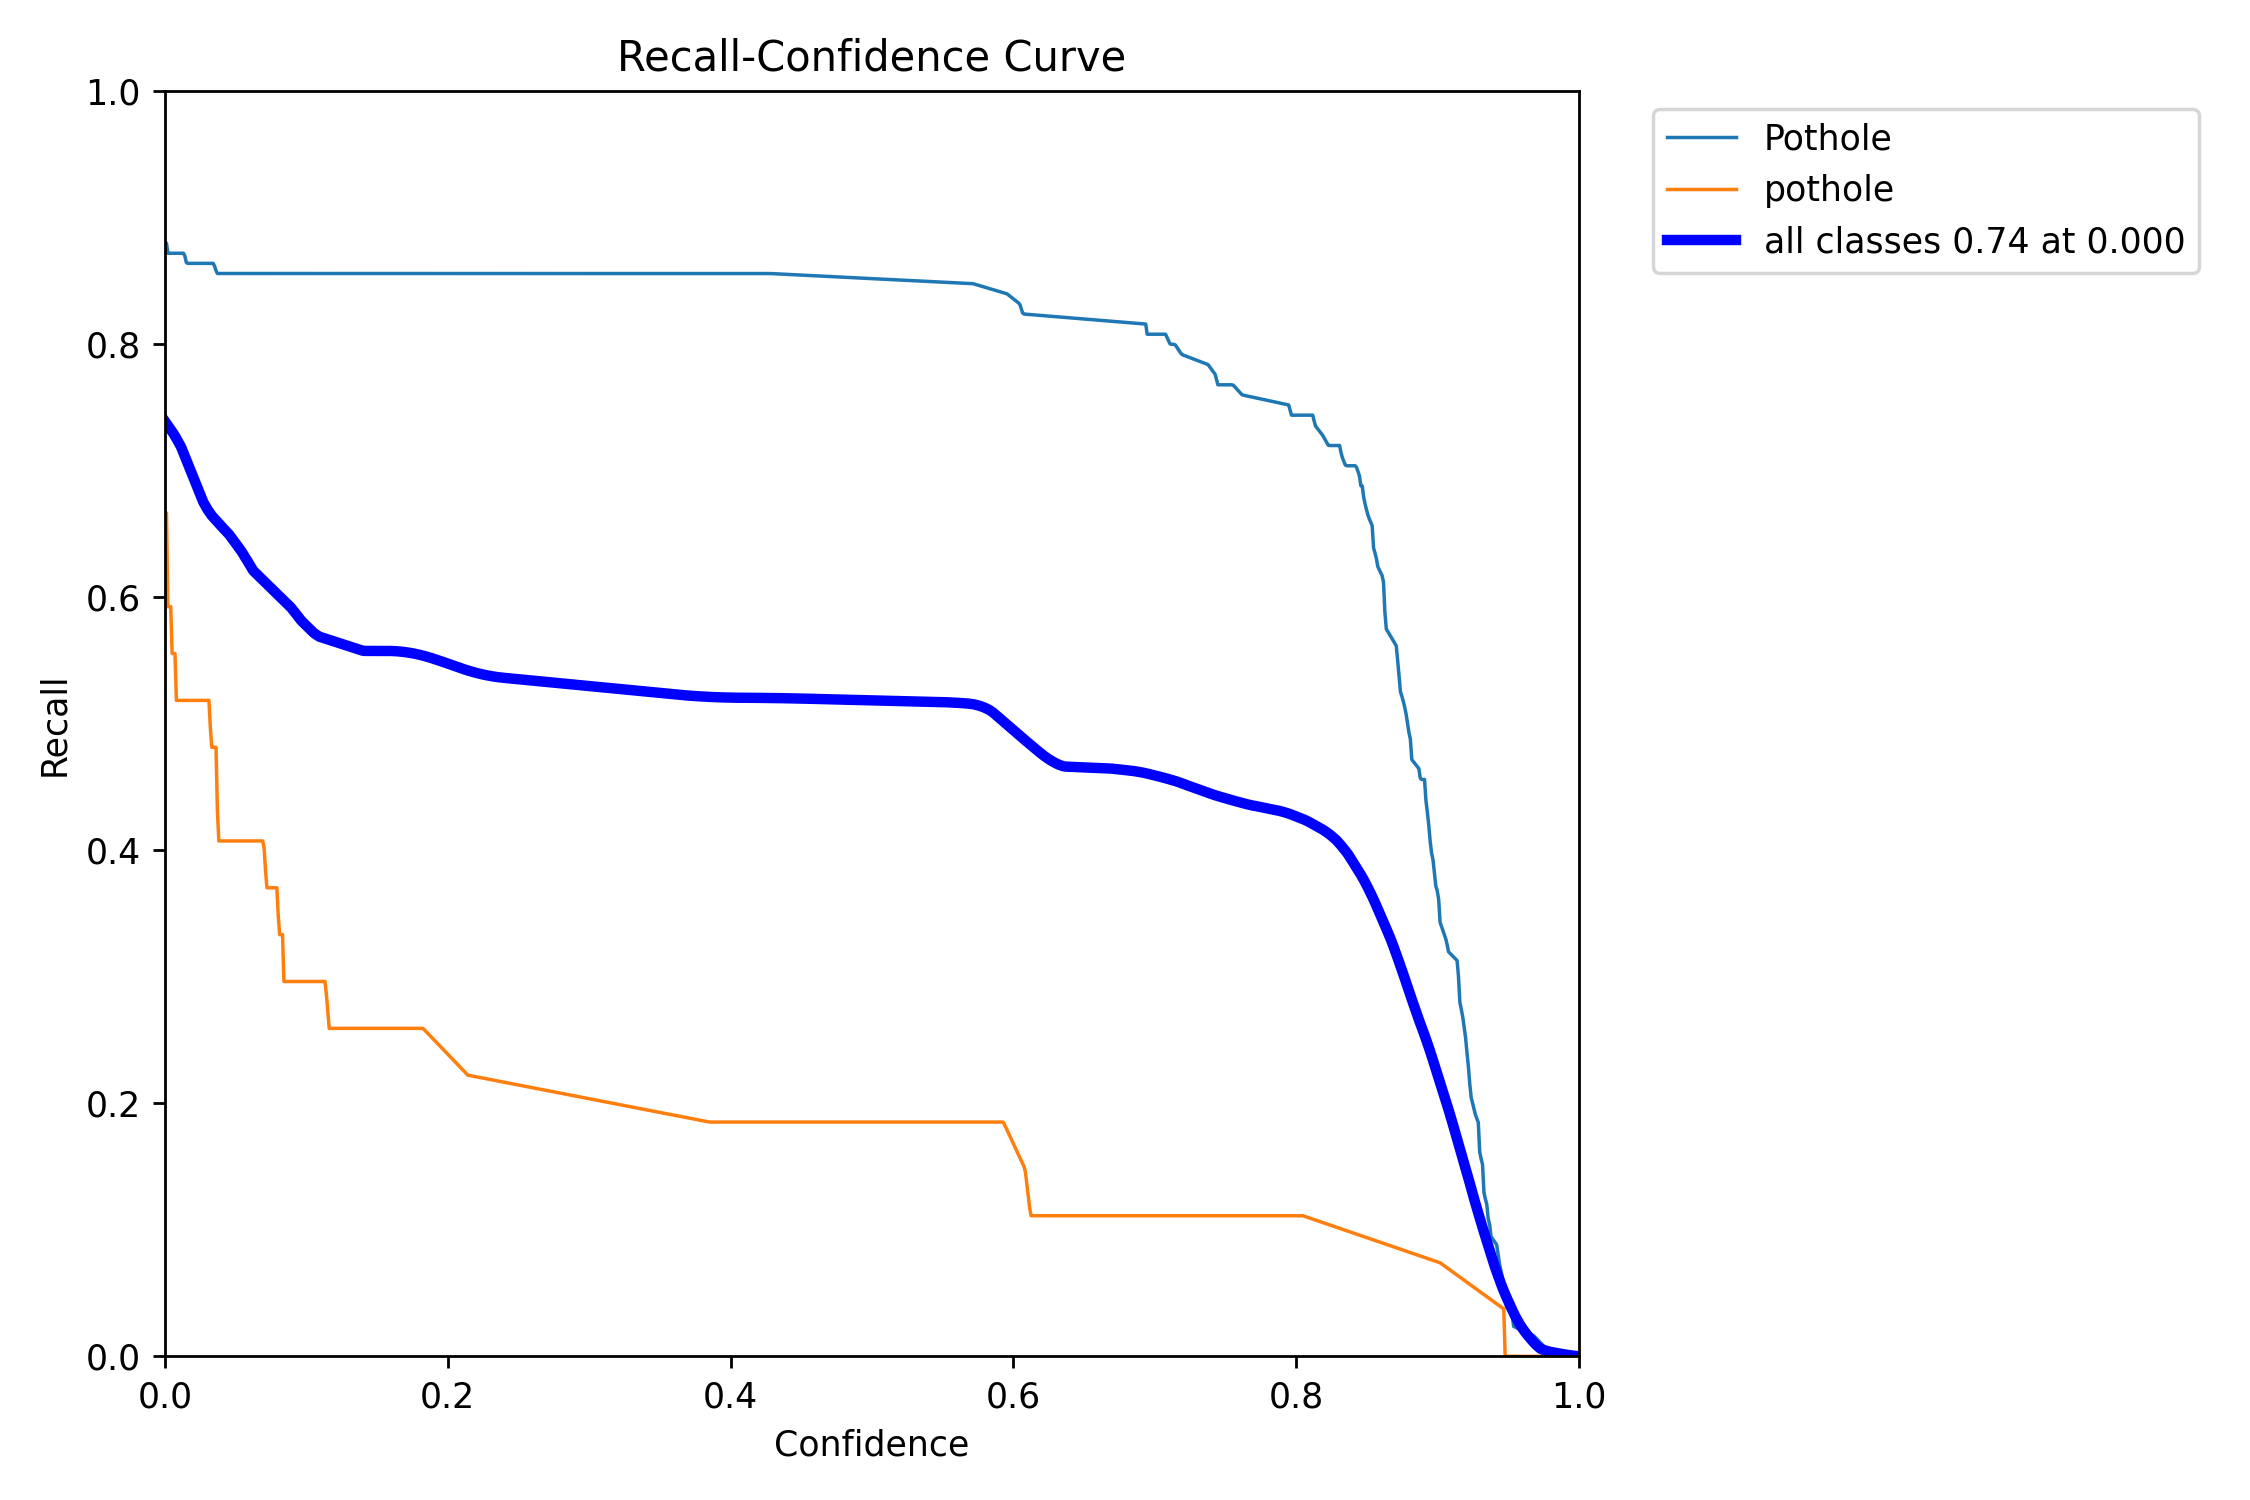 Recall-Confidence Curve
1.0
0.8
0.6
0.4
0.2
0.0
Recall
0.0 0.2 0.4 0.6 0.8 1.0
Confidence
Pothole
pothole
all classes 0.74 at 0.000